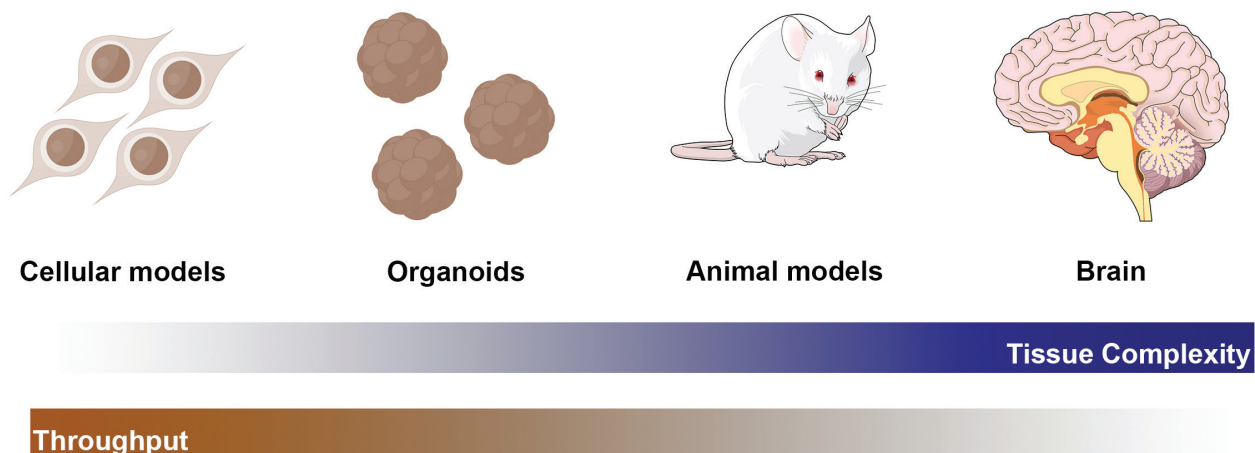 Cellular models
Organoids
Animal models
Brain
Tissue Complexity
Throughput